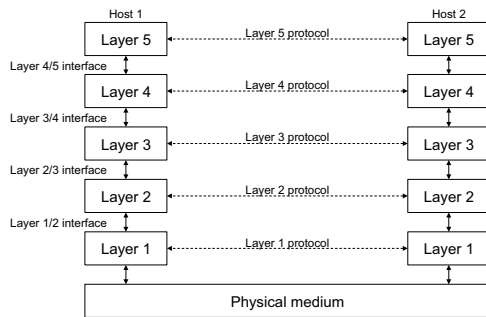 Host 1 Host 2
Layer 5 Layer 5 protocol Layer 5
Layer 4/5 interface
Layer 4 Layer 4 protocol Layer 4
Layer 3/4 interface
Layer 3 Layer 3 protocol Layer 3
Layer 2/3 interface
Layer 2 Layer 2 protocol Layer 2
Layer 1/2 interface
Layer 1 Layer 1 protocol Layer 1
Physical medium